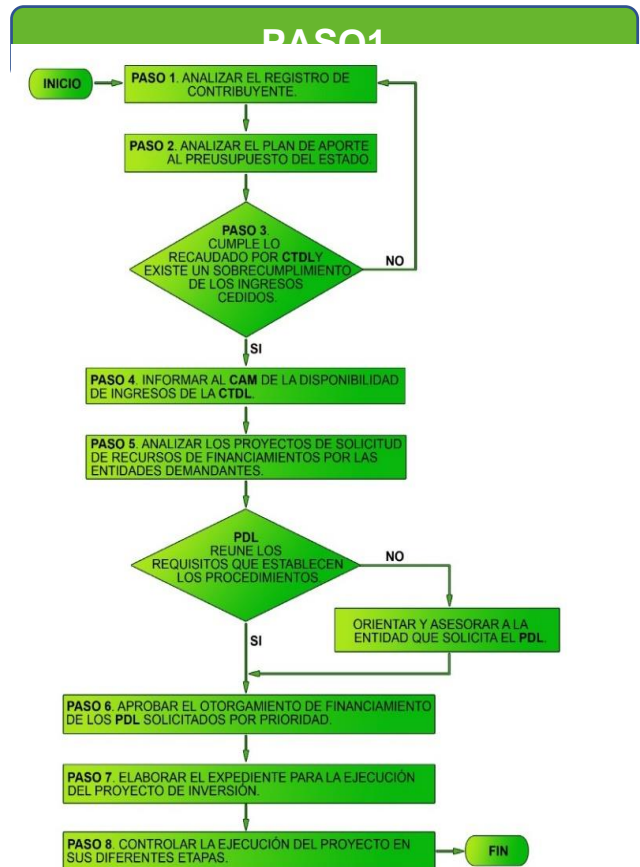 PASO1
INICIO
PASO 1. ANALIZAR EL REGISTRO DE
CONTRIBUYENTE.
PASO 2. ANALIZAR EL PLAN DE APORTE
AL PREUSUPUESTO DEL ESTADO.
PASO 3.
CUMPLE LO
RECAUDADO POR CTDLY
EXISTE UN SOBRECUMPLIMIENTO
DE LOS INGRESOS
CEDIDOS.
NO
SI
PASO 4. INFORMAR AL CAM DE LA DISPONIBILIDAD
DE INGRESOS DE LA CTDL.
PASO 5. ANALIZAR LOS PROYECTOS DE SOLICITUD
DE RECURSOS DE FINANCIAMIENTOS POR LAS
ENTIDADES DEMANDANTES.
PDL
REUNE LOS
REQUISITOS QUE ESTABLECEN
LOS PROCEDIMIENTOS.
NO
ORIENTAR Y ASESORAR A LA
ENTIDAD QUE SOLICITA EL PDL.
SI
PASO 6. APROBAR EL OTORGAMIENTO DE FINANCIAMIENTO
DE LOS PDL SOLICITADOS POR PRIORIDAD.
PASO 7. ELABORAR EL EXPEDIENTE PARA LA EJECUCIÓN
DEL PROYECTO DE INVERSIÓN.
PASO 8. CONTROLAR LA EJECUCIÓN DEL PROYECTO EN
SUS DIFERENTES ETAPAS.
FIN